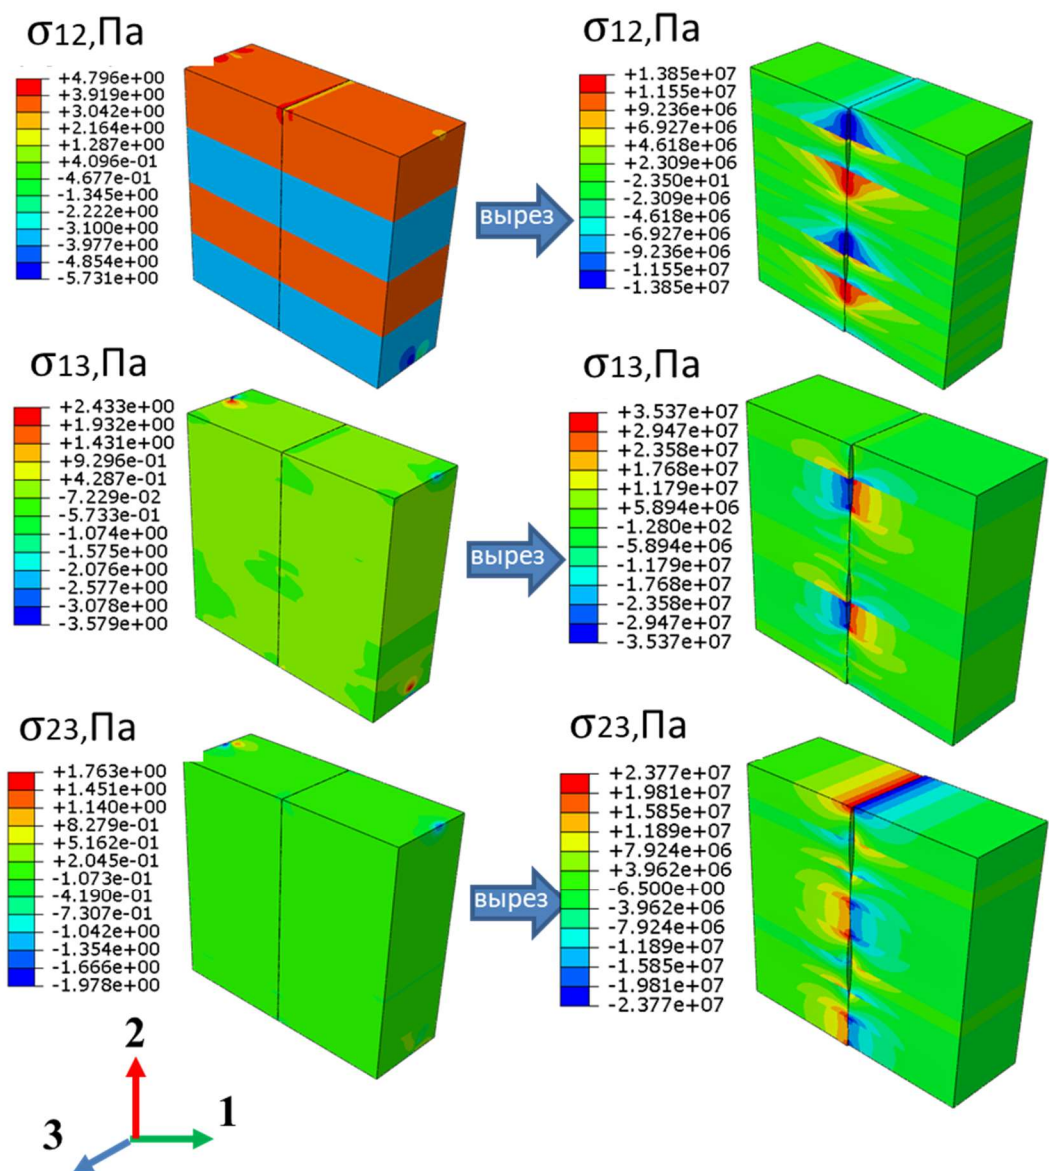 σ12,Па
+4.796e+00
+3.919e+00
+3.042e+00
+2.164e+00
+1.287e+00
+4.096e-01
-4.677e-01
-1.345e+00
-2.222e+00
-3.100e+00
-3.977e+00
-4.854e+00
-5.731e+00
вырез
σ12,Па
+1.385e+07
+1.155e+07
+9.236e+06
+6.927e+06
+4.618e+06
+2.309e+06
-2.350e+01
-2.309e+06
-4.618e+06
-6.927e+06
-9.236e+06
-1.155e+07
-1.385e+07
σ13,Па
+2.433e+00
+1.932e+00
+1.431e+00
+9.296e-01
+4.287e-01
-7.229e-02
-5.733e-01
-1.074e+00
-1.575e+00
-2.076e+00
-2.577e+00
-3.078e+00
-3.579e+00
вырез
σ13,Па
+3.537e+07
+2.947e+07
+2.358e+07
+1.768e+07
+1.179e+07
+5.894e+06
-1.280e+02
-5.894e+06
-1.179e+07
-1.768e+07
-2.358e+07
-2.947e+07
-3.537e+07
σ23,Па
+1.763e+00
+1.451e+00
+1.140e+00
+8.279e-01
+5.162e-01
+2.045e-01
-1.073e-01
-4.190e-01
-7.307e-01
-1.042e+00
-1.354e+00
-1.666e+00
-1.978e+00
вырез
σ23,Па
+2.377e+07
+1.981e+07
+1.585e+07
+1.189e+07
+7.924e+06
+3.962e+06
-6.500e+00
-3.962e+06
-7.924e+06
-1.189e+07
-1.585e+07
-1.981e+07
-2.377e+07
2
1
3